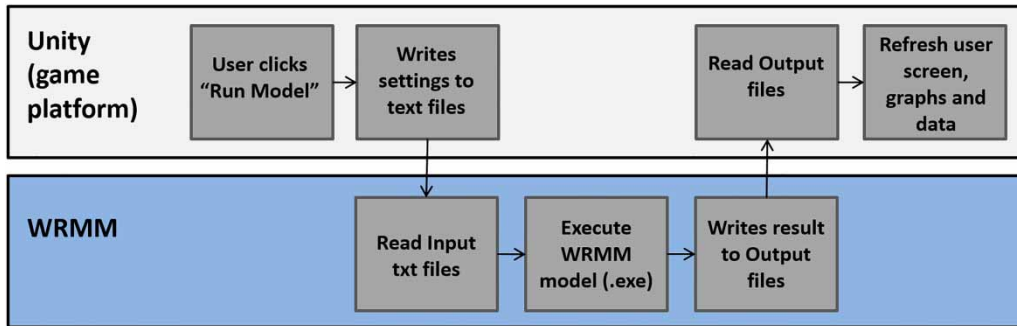 Unity
(game
platform)
User clicks
“Run Model”
Writes
settings to
text files
Read Output
files
Refresh user
screen,
graphs and
data
WRMM
Read Input
txt files
Execute
WRMM
model (.exe)
Writes result
to Output
files